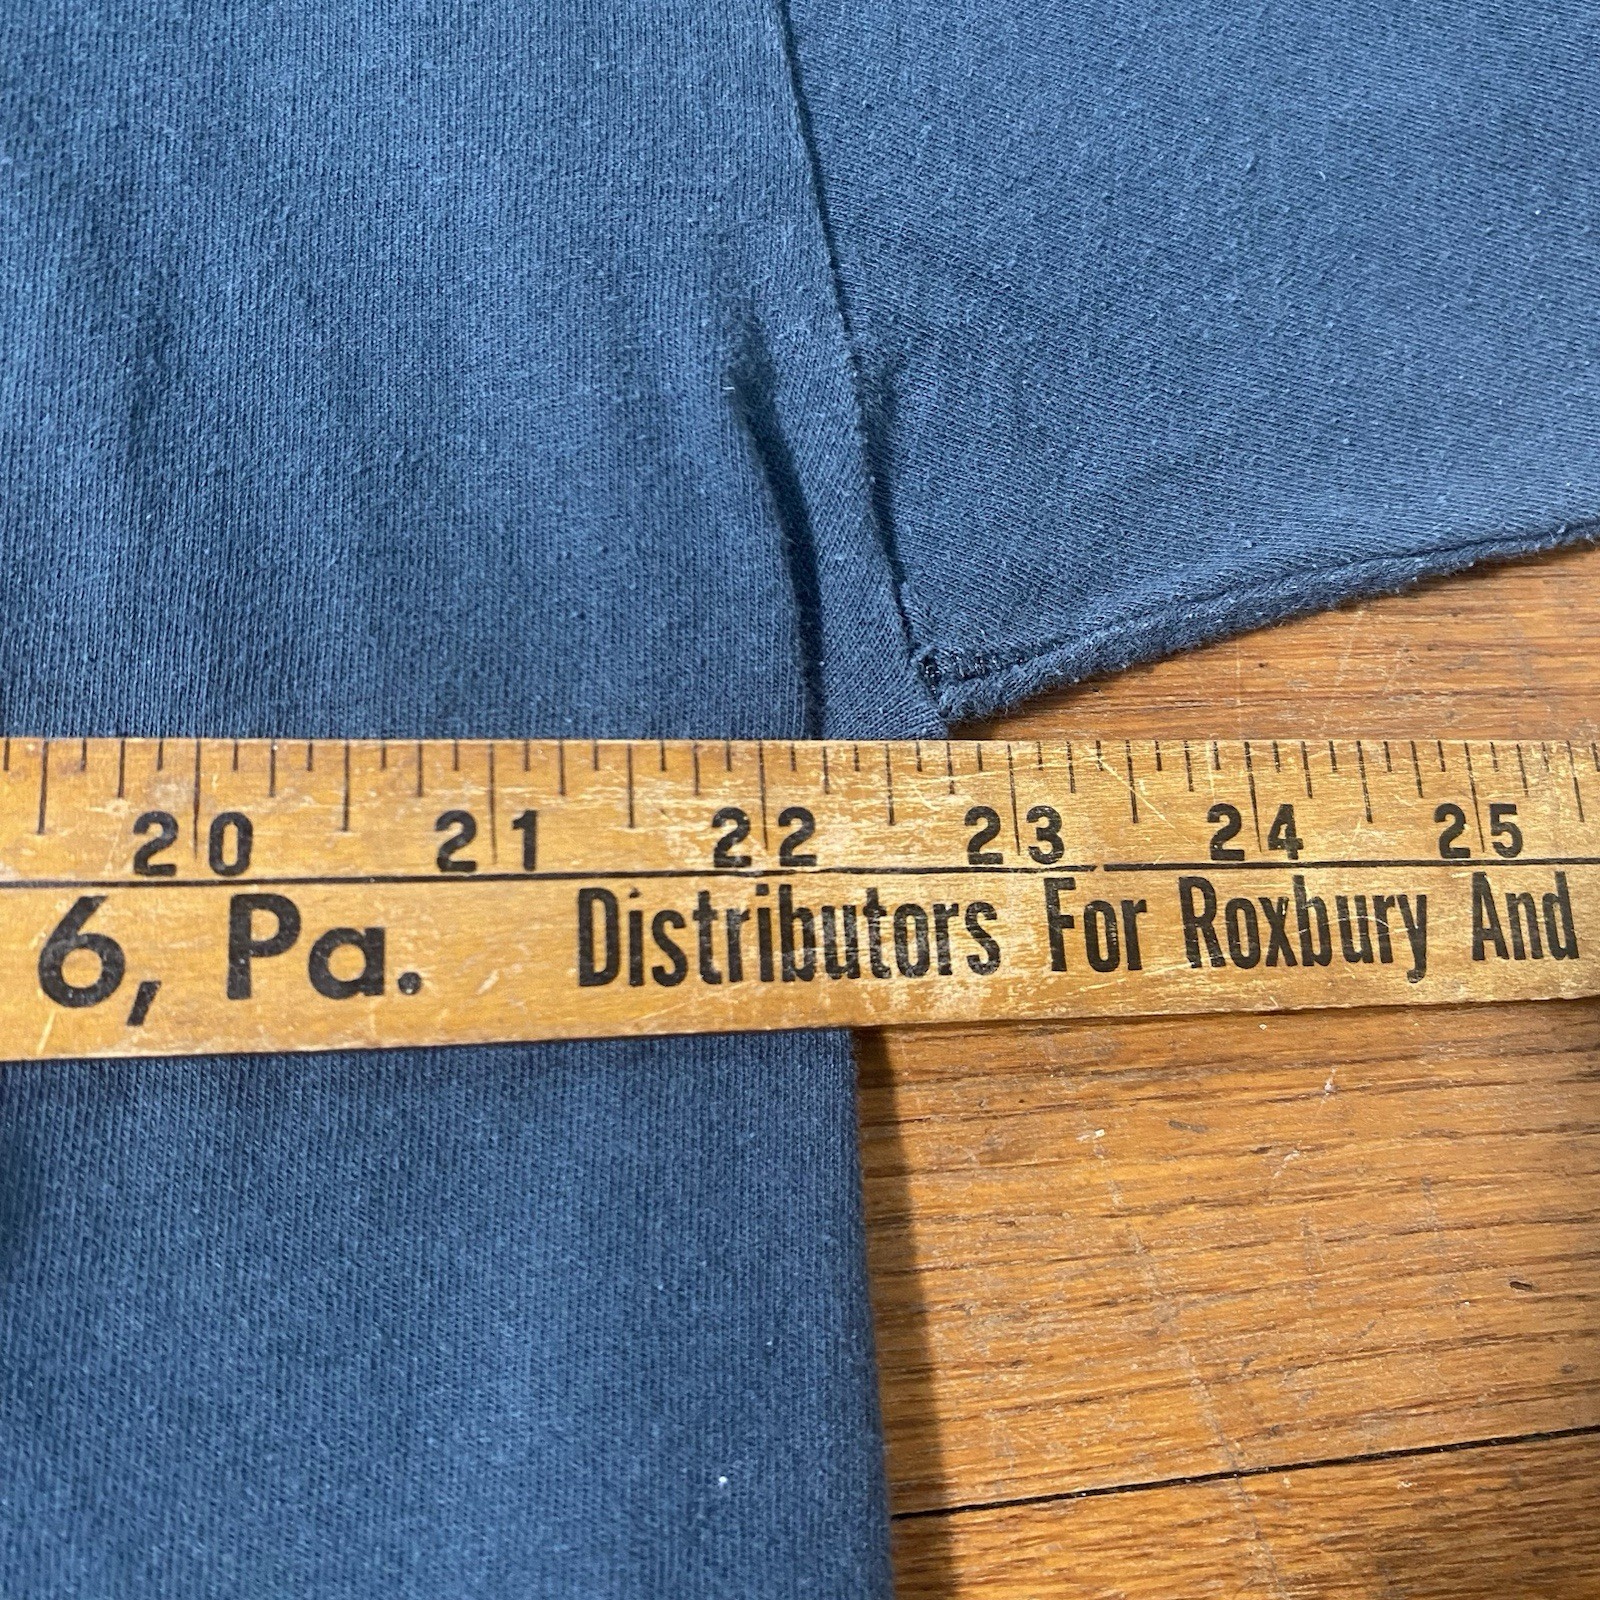 20 21 22 23 24 25
6, Pa. Distributors For Roxbury And